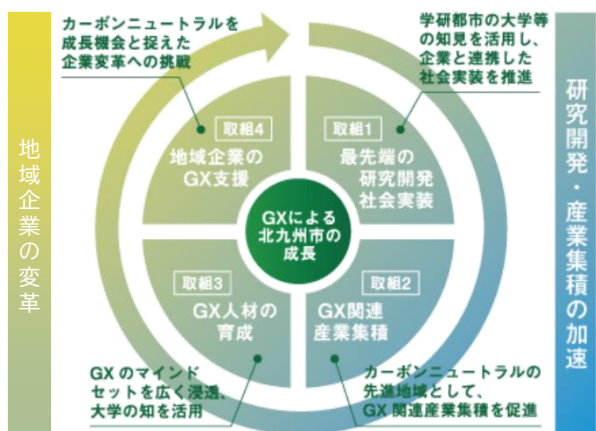 カーボンニュートラルを
成長機会と捉えた
企業変革への挑戦
学研都市の大学等
の知見を活用し、
企業と連携した
社会実装を推進
地域企業の変革
研究開発・産業集積の加速
取組4
地域企業の
GX支援
取組1
最先端の
研究開発
社会実装
GXによる
北九州市の
成長
取組3
GX人材の
育成
取組2
GX関連
産業集積
GXのマインド
セットを広く浸透、
大学の知を活用
カーボンニュートラルの
先進地域として、
GX関連産業集積を促進